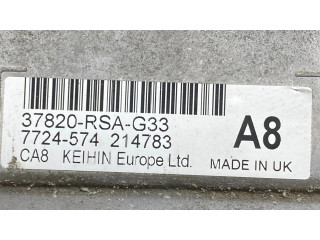 37820-RSA-G33
7724-574 214783
A8
CA8 KEIHIN Europe Ltd. MADE IN UK